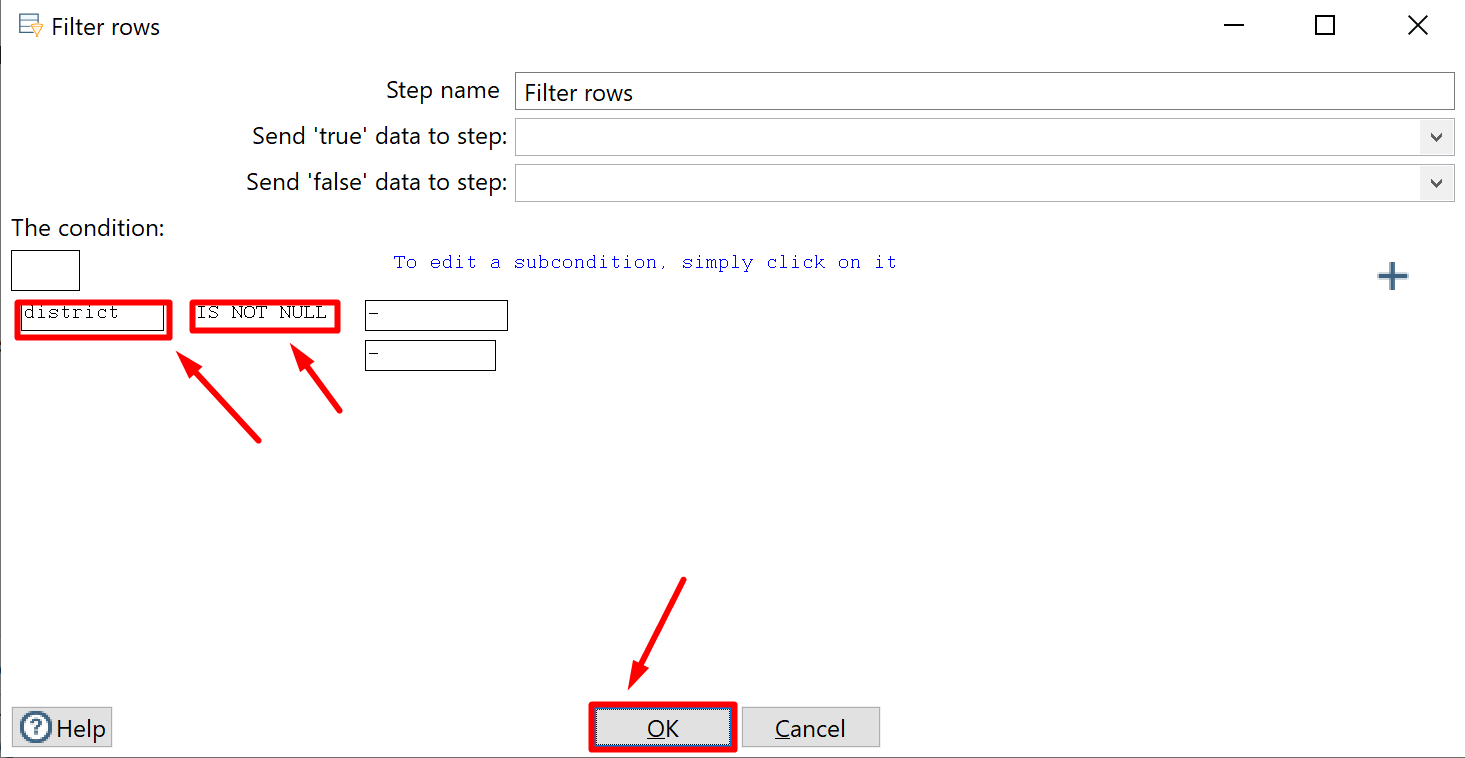 Filter rows
Step name Filter rows
Send 'true' data to step:
Send 'false' data to step:
The condition:
To edit a subcondition, simply click on it
district IS NOT NULL -
-
Help OK Cancel